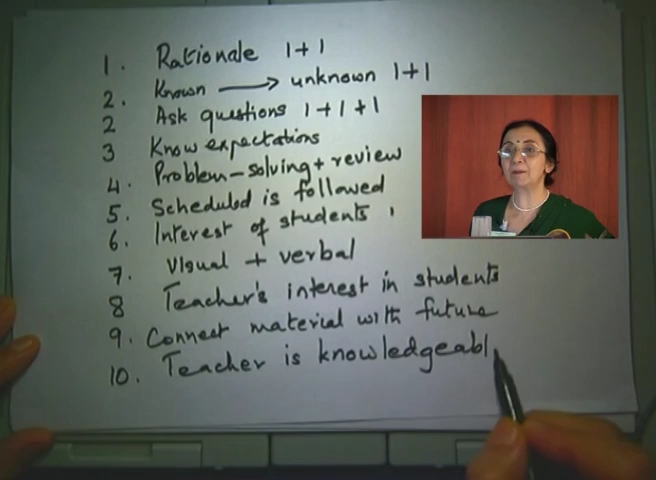 1. Rationale 1+1
2. Known → unknown 1+1
2 Ask questions 1+1+1
3 Know expectations
4. Problem-solving + review
5. Scheduled is followed
6. Interest of students '
7. Visual + verbal
8 Teacher's interest in students
9. Connect material with future
10. Teacher is knowledgeabl